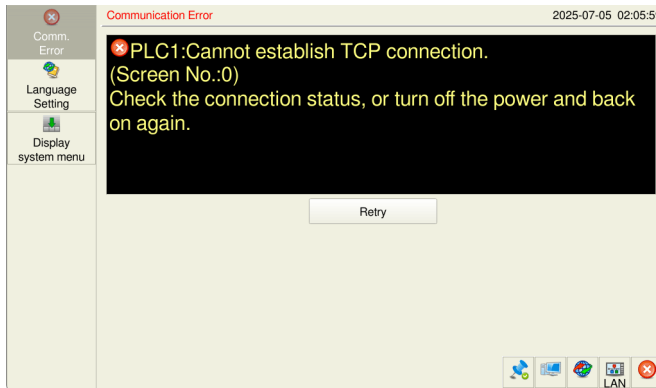 Comm.
Error
Language
Setting
Display
system menu
Communication Error
2025-07-05 02:05:5
PLC1:Cannot establish TCP connection.
(Screen No.:0)
Check the connection status, or turn off the power and back
on again.
Retry
LAN